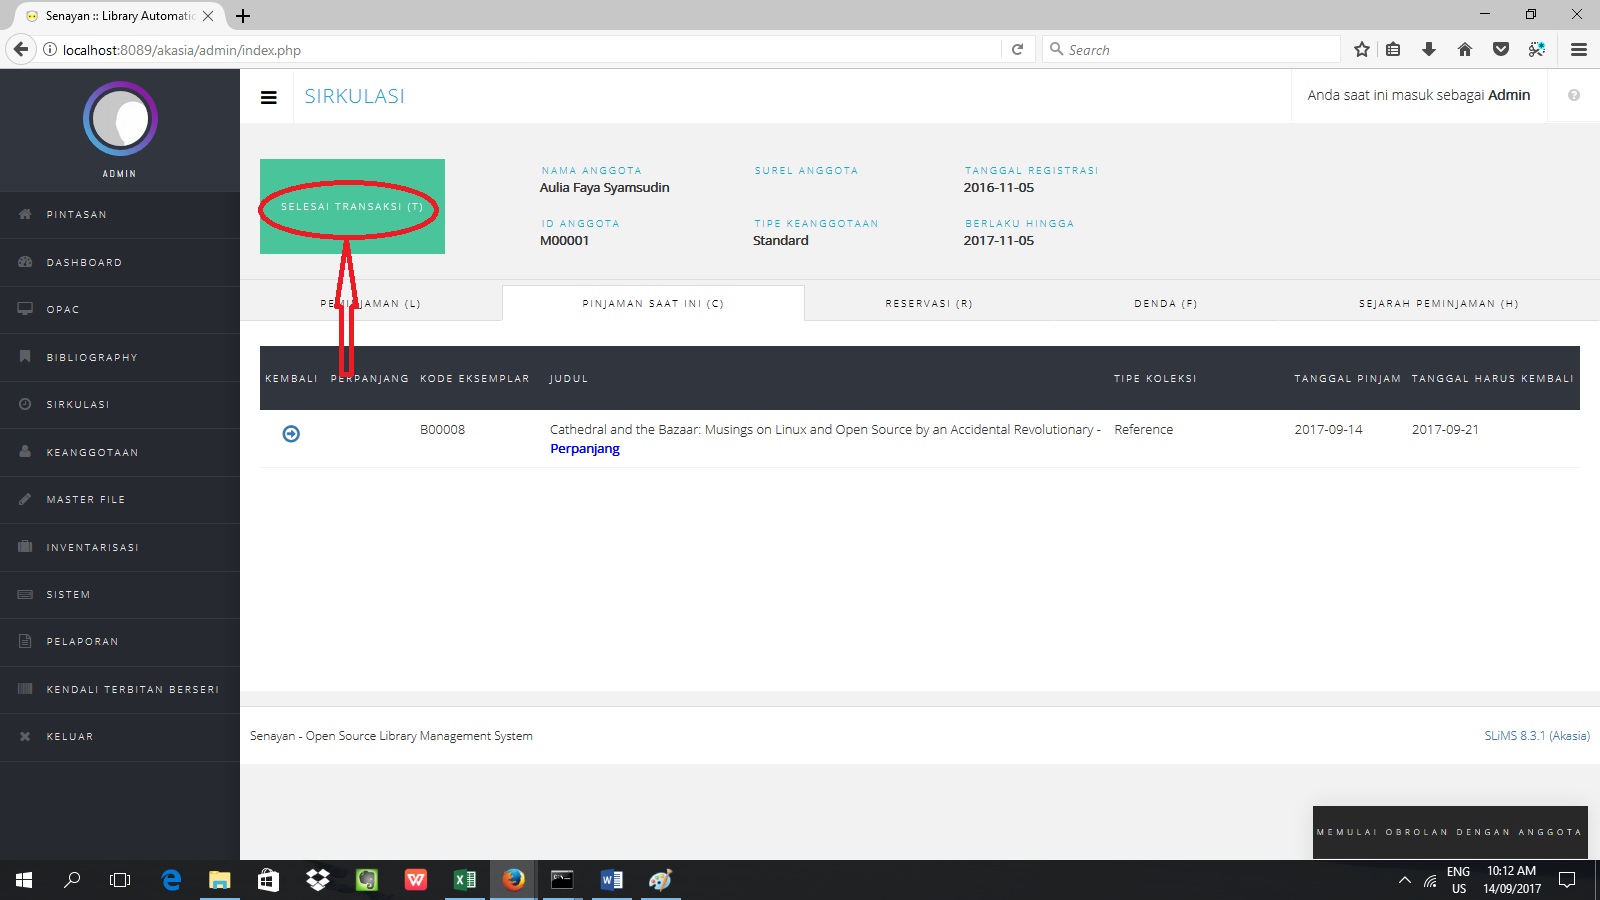 Senayan :: Library Automatic
localhost:8089/akasia/admin/index.php
Search
ADMIN
PINTASAN
DASHBOARD
OPAC
BIBLIOGRAPHY
SIRKULASI
KEANGGOTAAN
MASTER FILE
INVENTARISASI
SISTEM
PELAPORAN
KENDALI TERBITAN BERSERI
KELUAR
SIRKULASI
Anda saat ini masuk sebagai Admin
SELESAI TRANSAKSI (T)
NAMA ANGGOTA SUREL ANGGOTA TANGGAL REGISTRASI
Aulia Faya Syamsudin 2016-11-05
ID ANGGOTA TIPE KEANGGOTAAN BERLAKU HINGGA
M00001 Standard 2017-11-05
PEMINJAMAN (L) PINJAMAN SAAT INI (C) RESERVASI (R) DENDA (F) SEJARAH PEMINJAMAN (H)
KEMBALI PERPANJANG KODE EKSEMPLAR JUDUL TIPE KOLEKSI TANGGAL PINJAM TANGGAL HARUS KEMBALI
B00008 Cathedral and the Bazaar: Musings on Linux and Open Source by an Accidental Revolutionary - Reference 2017-09-14 2017-09-21
Perpanjang
Senayan - Open Source Library Management System SLiMS 8.3.1 (Akasia)
MEMULAI OBROLAN DENGAN ANGGOTA
ENG 10:12 AM
US 14/09/2017